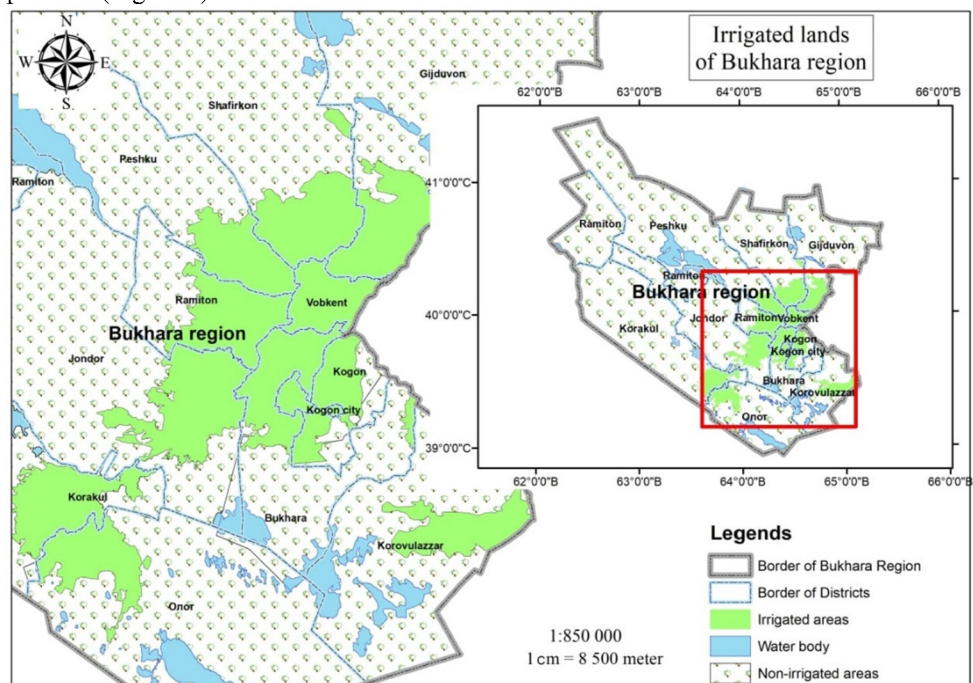 N
W E
S
Irrigated lands
of Bukhara region
Gijduvon
Shafirkon
Peshku
Ramiton
Ramiton
Vobkent
Bukhara region
Jondor
Kogon
Kogon city
Korakul
Bukhara
Korovulazzar
Onor
62°0'0"B 63°0'0"B 64°0'0"B 65°0'0"B 66°0'0"B
41°0'0"C
40°0'0"C
39°0'0"C
Ramiton
Peshku
Shafirkon
Gijduvon
Ramiton
Bukhara region
Jondor
Ramiton
Vobkent
Korakul
Kogon
Kogon city
Bukhara
Korovulazzar
Onor
62°0'0"B 63°0'0"B 64°0'0"B 65°0'0"B 66°0'0"B
Legends
Border of Bukhara Region
Border of Districts
Irrigated areas
Water body
Non-irrigated areas
1:850 000
1 cm = 8 500 meter